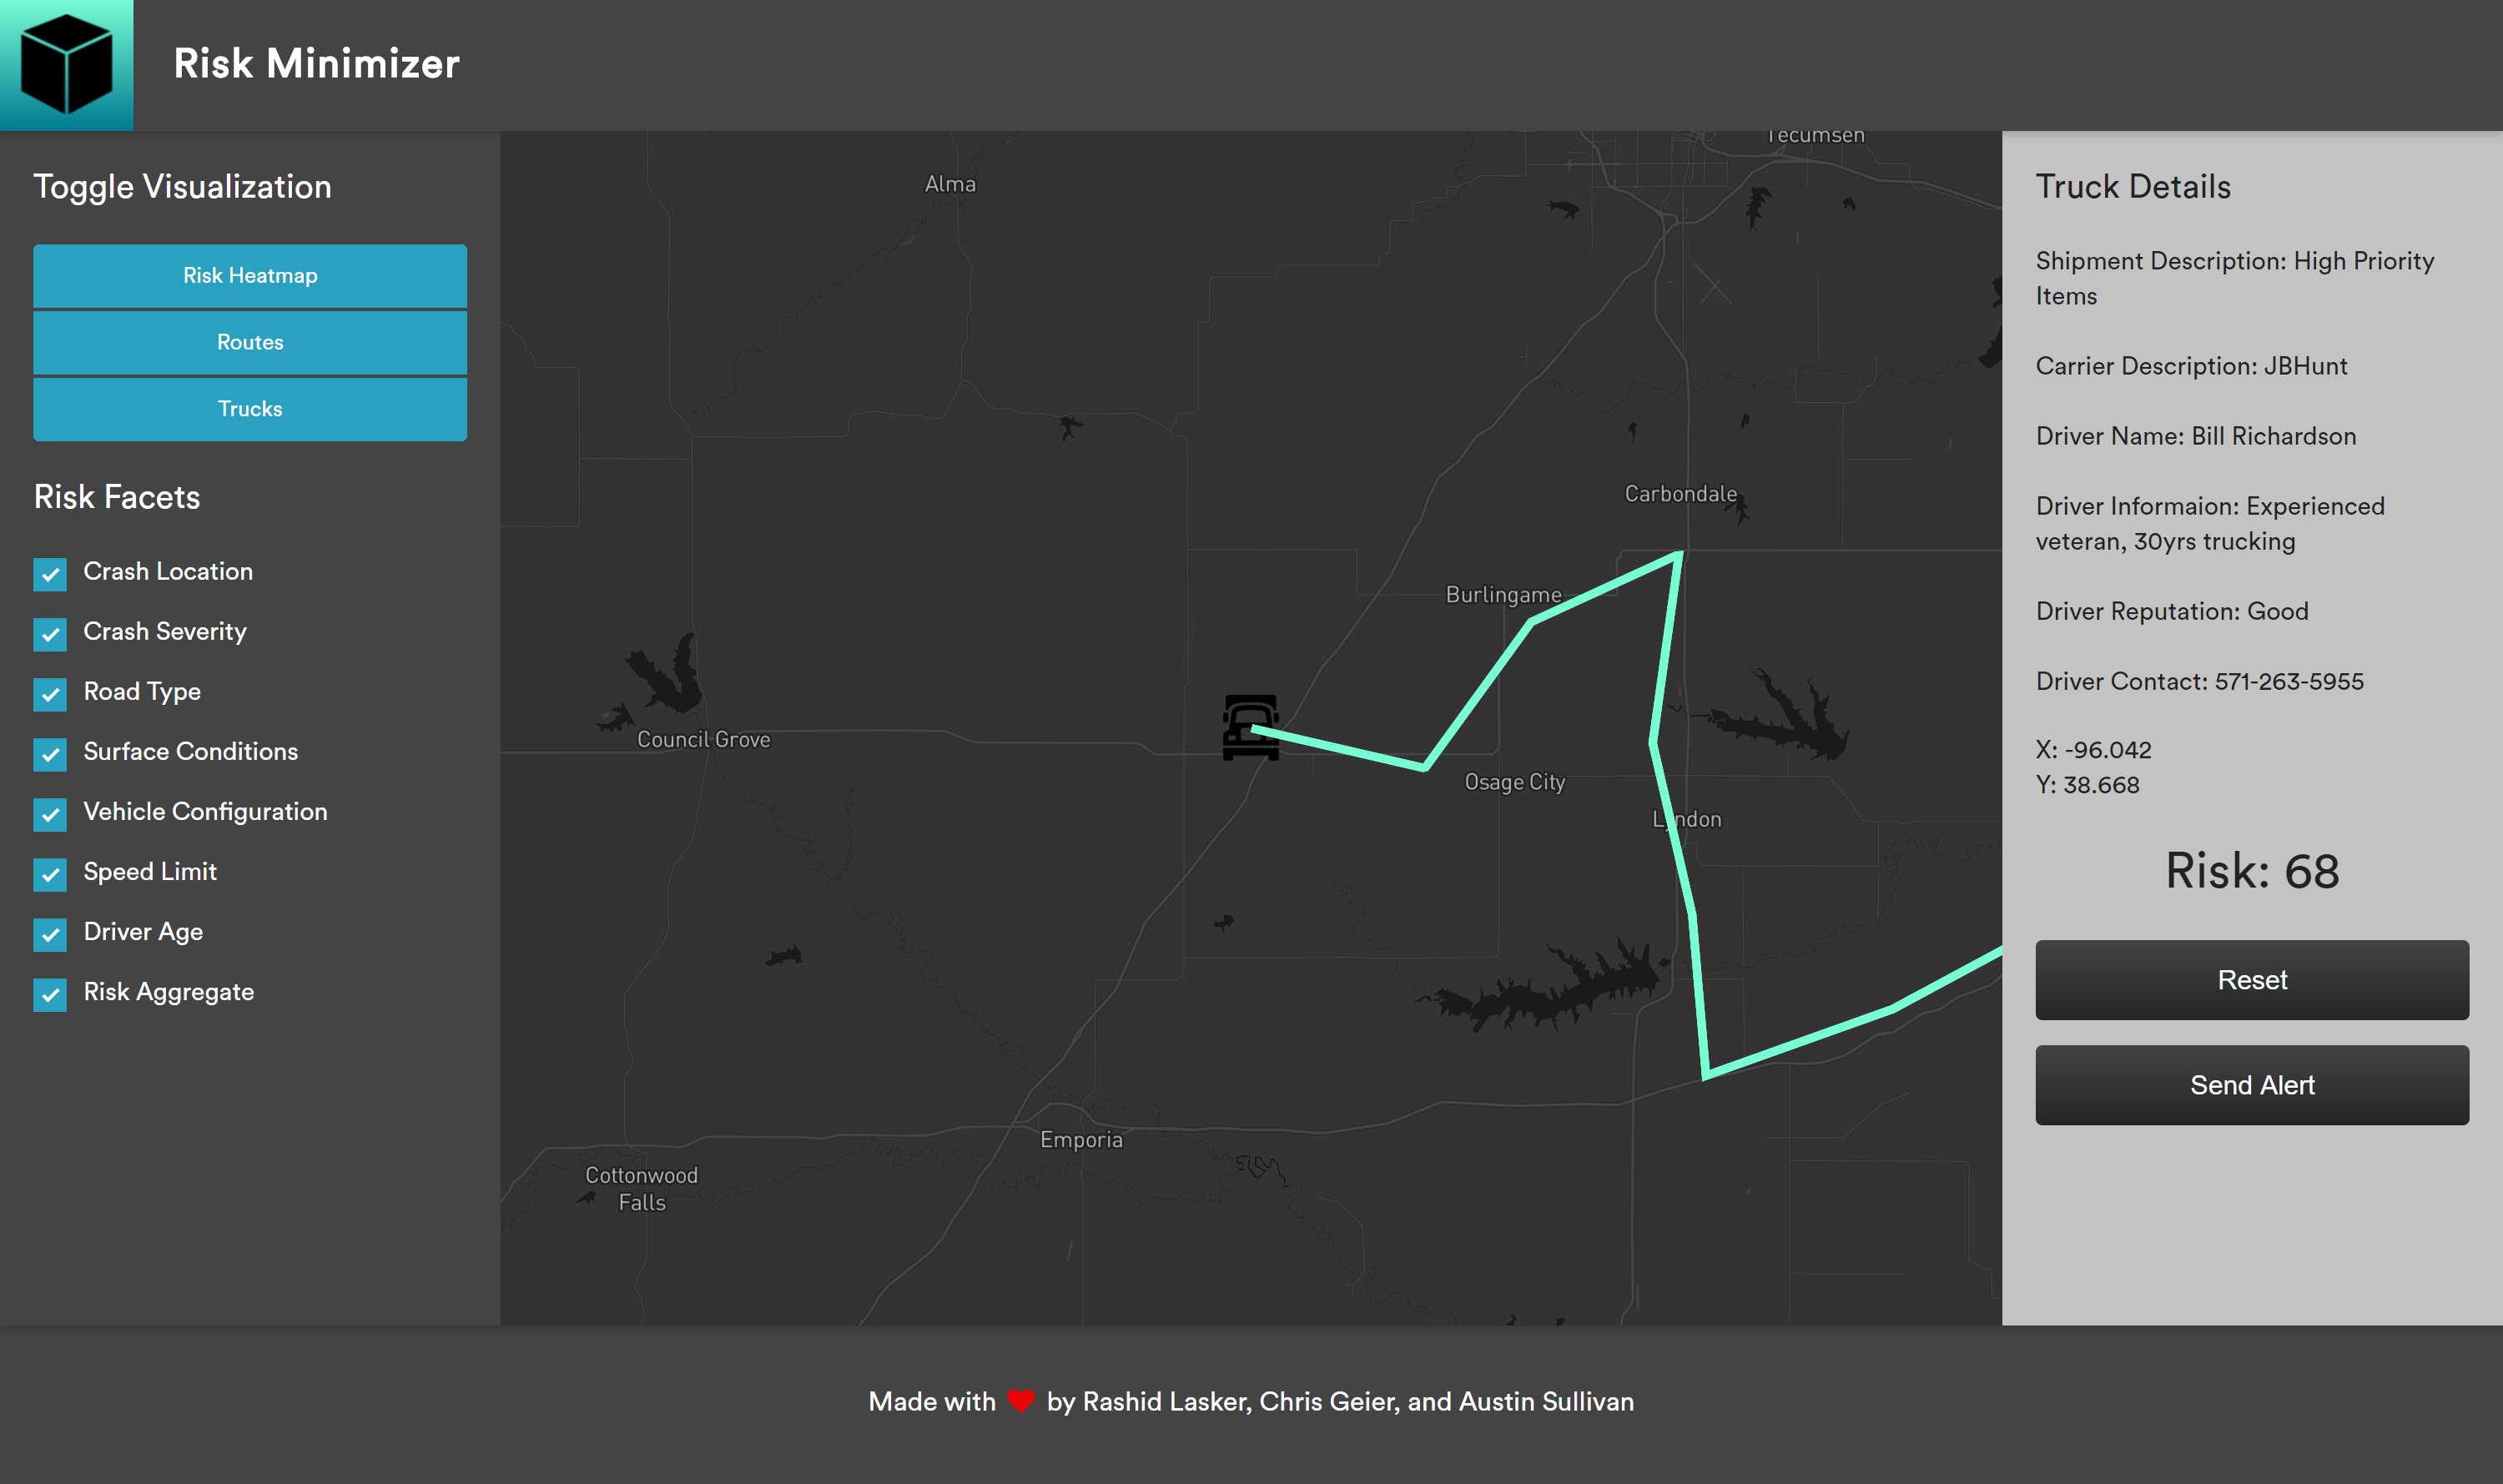 Risk Minimizer
Toggle Visualization
Risk Heatmap
Routes
Trucks
Risk Facets
Crash Location
Crash Severity
Road Type
Surface Conditions
Vehicle Configuration
Speed Limit
Driver Age
Risk Aggregate
Tecumseh
Alma
Carbondale
Burlingame
Council Grove
Osage City
Lyndon
Emporia
Cottonwood
Falls
Truck Details
Shipment Description: High Priority
Items
Carrier Description: JBHunt
Driver Name: Bill Richardson
Driver Informaion: Experienced
veteran, 30yrs trucking
Driver Reputation: Good
Driver Contact: 571-263-5955
X: -96.042
Y: 38.668
Risk: 68
Reset
Send Alert
Made with ❤ by Rashid Lasker, Chris Geier, and Austin Sullivan